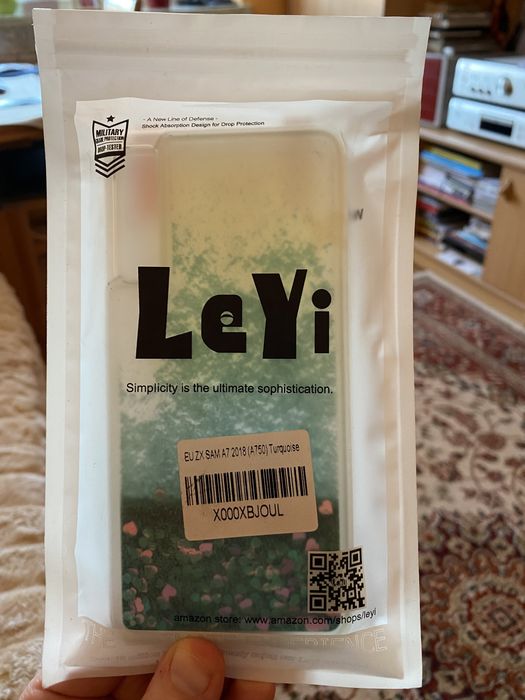 - A New Line of Defense -
Shock Absorption Design for Drop Protection
MILITARY
DROP-TESTED
LeYi
Simplicity is the ultimate sophistication.
EU ZX SAM A7 2018 (A750) Turquoise
X000XBJOUL
amazon store: www.amazon.com/shops/leyi